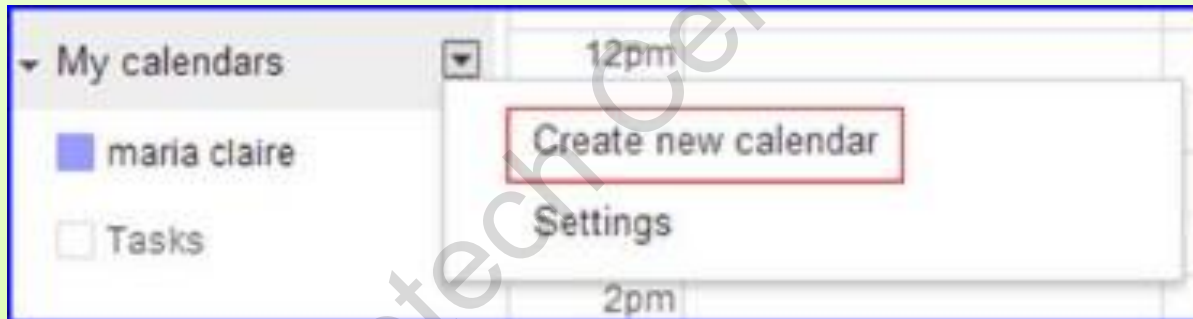 My calendars
12pm
Create new calendar
maria claire
Settings
Tasks
2pm